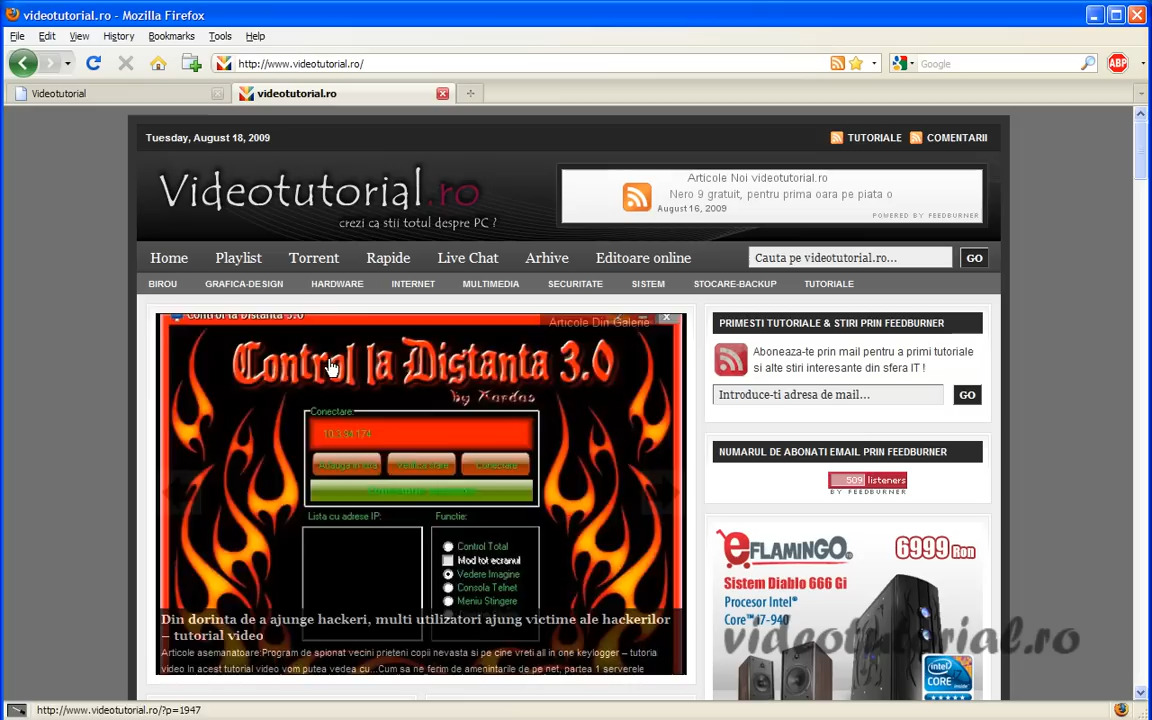 videotutorial.ro - Mozilla Firefox
File Edit View History Bookmarks Tools Help
http://www.videotutorial.ro/
Google
ABP
Videotutorial
videotutorial.ro
Tuesday, August 18, 2009
TUTORIALE
COMENTARII
Videotutorial.ro
crezi ca stii totul despre PC ?
Articole Noi videotutorial.ro
Nero 9 gratuit, pentru prima oara pe piata o
August 16, 2009
POWERED BY FEEDBURNER
Home Playlist Torrent Rapide Live Chat Arhive Editoare online
Cauta pe videotutorial.ro...
GO
BIROU GRAFICA-DESIGN HARDWARE INTERNET MULTIMEDIA SECURITATE SISTEM STOCARE-BACKUP TUTORIALE
Control la Distanta 3.0
Articole Din Galerie
Control la Distanta 3.0
by Kardas
Conectare:
10.3.94.174
Conectare
Lista cu adrese IP:
Functie:
Control Total
Mod tot ecranul
Vedere Imagine
Consola Telnet
Meniu Stingere
Din dorinta de a ajunge hackeri, multi utilizatori ajung victime ale hackerilor
– tutorial video
Articole asemanatoare:Program de spionat vecini prieteni copii nevasta si pe cine vreti all in one keylogger – tutoria
video In acest tutorial video vom putea vedea cu...Cum sa ne ferim de amenintarile de pe net, partea 1 serverele
PRIMESTI TUTORIALE & STIRI PRIN FEEDBURNER
Aboneaza-te prin mail pentru a primi tutoriale
si alte stiri interesante din sfera IT !
Introduce-ti adresa de mail...
GO
NUMARUL DE ABONATI EMAIL PRIN FEEDBURNER
509 listeners
BY FEEDBURNER
eFLAMINGO
6999 Ron
Sistem Diablo 666 Gi
Procesor Intel®
Core™ i7-940
videotutorial.ro
intel
CORE i7
inside™
http://www.videotutorial.ro/?p=1947